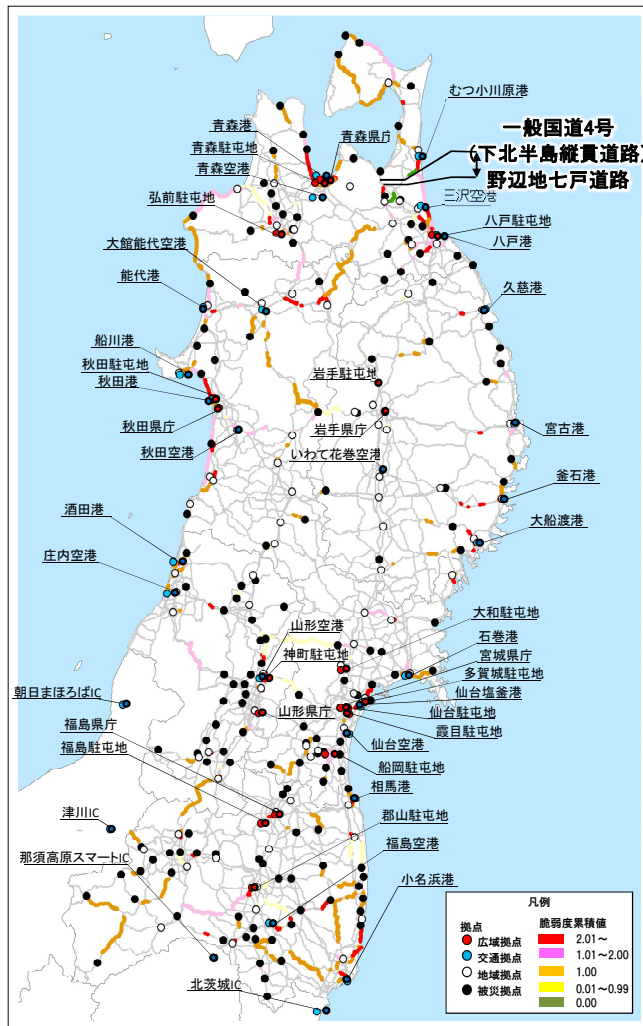 むつ小川原港
青森港
一般国道4号
青森駐屯地
青森県庁
(下北半島縦貫道路)
青森空港
野辺地七戸道路
弘前駐屯地
三沢空港
八戸駐屯地
大館能代空港
八戸港
能代港
久慈港
船川港
秋田駐屯地
岩手駐屯地
秋田港
秋田県庁
岩手県庁
宮古港
秋田空港
いわて花巻空港
釜石港
酒田港
大船渡港
庄内空港
大和駐屯地
山形空港
石巻港
神町駐屯地
宮城県庁
多賀城駐屯地
朝日まほろばIC
仙台塩釜港
福島県庁
山形県庁
仙台駐屯地
福島駐屯地
霞目駐屯地
仙台空港
船岡駐屯地
相馬港
津川IC
郡山駐屯地
那須高原スマートIC
福島空港
小名浜港
北茨城IC
凡例
拠点
脆弱度累積値
広域拠点
2.01~
交通拠点
1.01~2.00
地域拠点
1.00
被災拠点
0.01~0.99
0.00